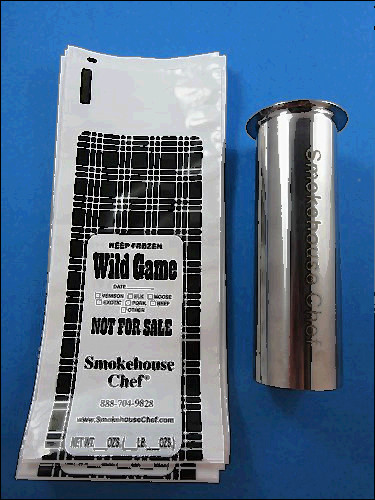 KEEP FROZEN
Wild Game
DATE
VENISON ELK MOOSE
EXOTIC PORK BEEF
OTHER
NOT FOR SALE
Smokehouse
Chef®
888-704-9828
www.SmokehouseChef.com
NET WT. OZS. ( LB. OZS.)
Smokehouse Chef